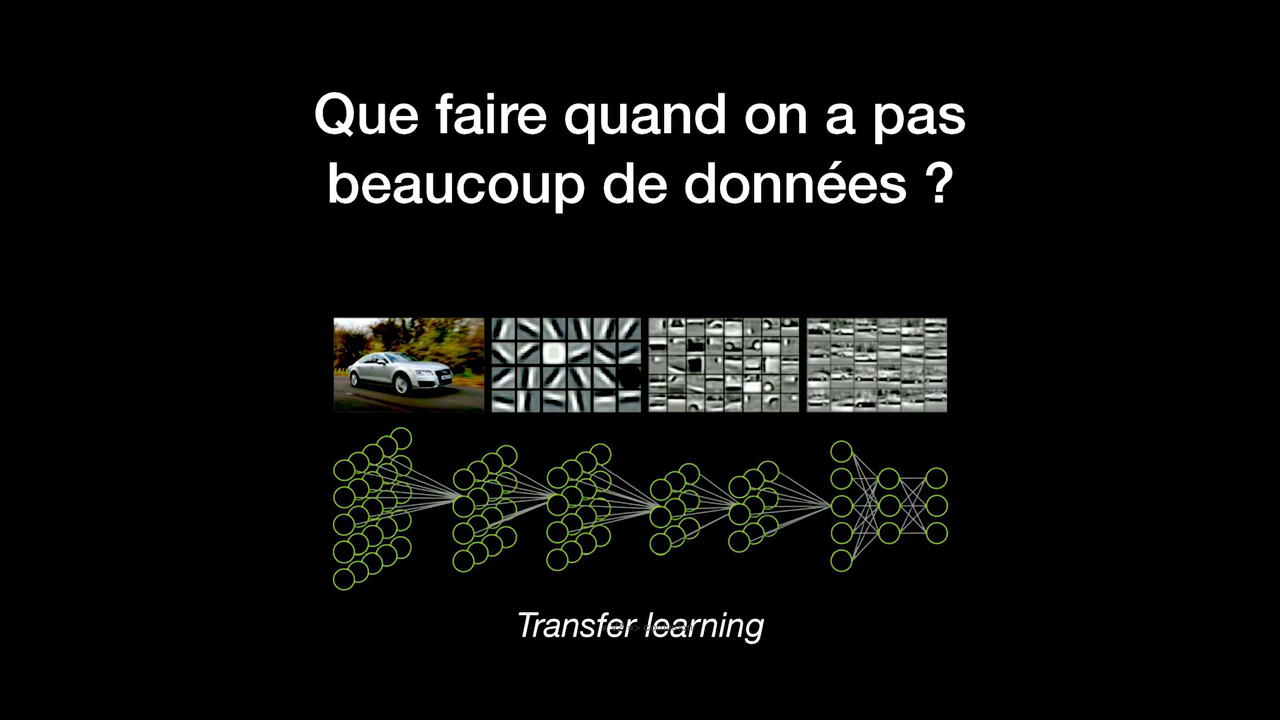 Que faire quand on a pas
beaucoup de données ?
Transfer learning